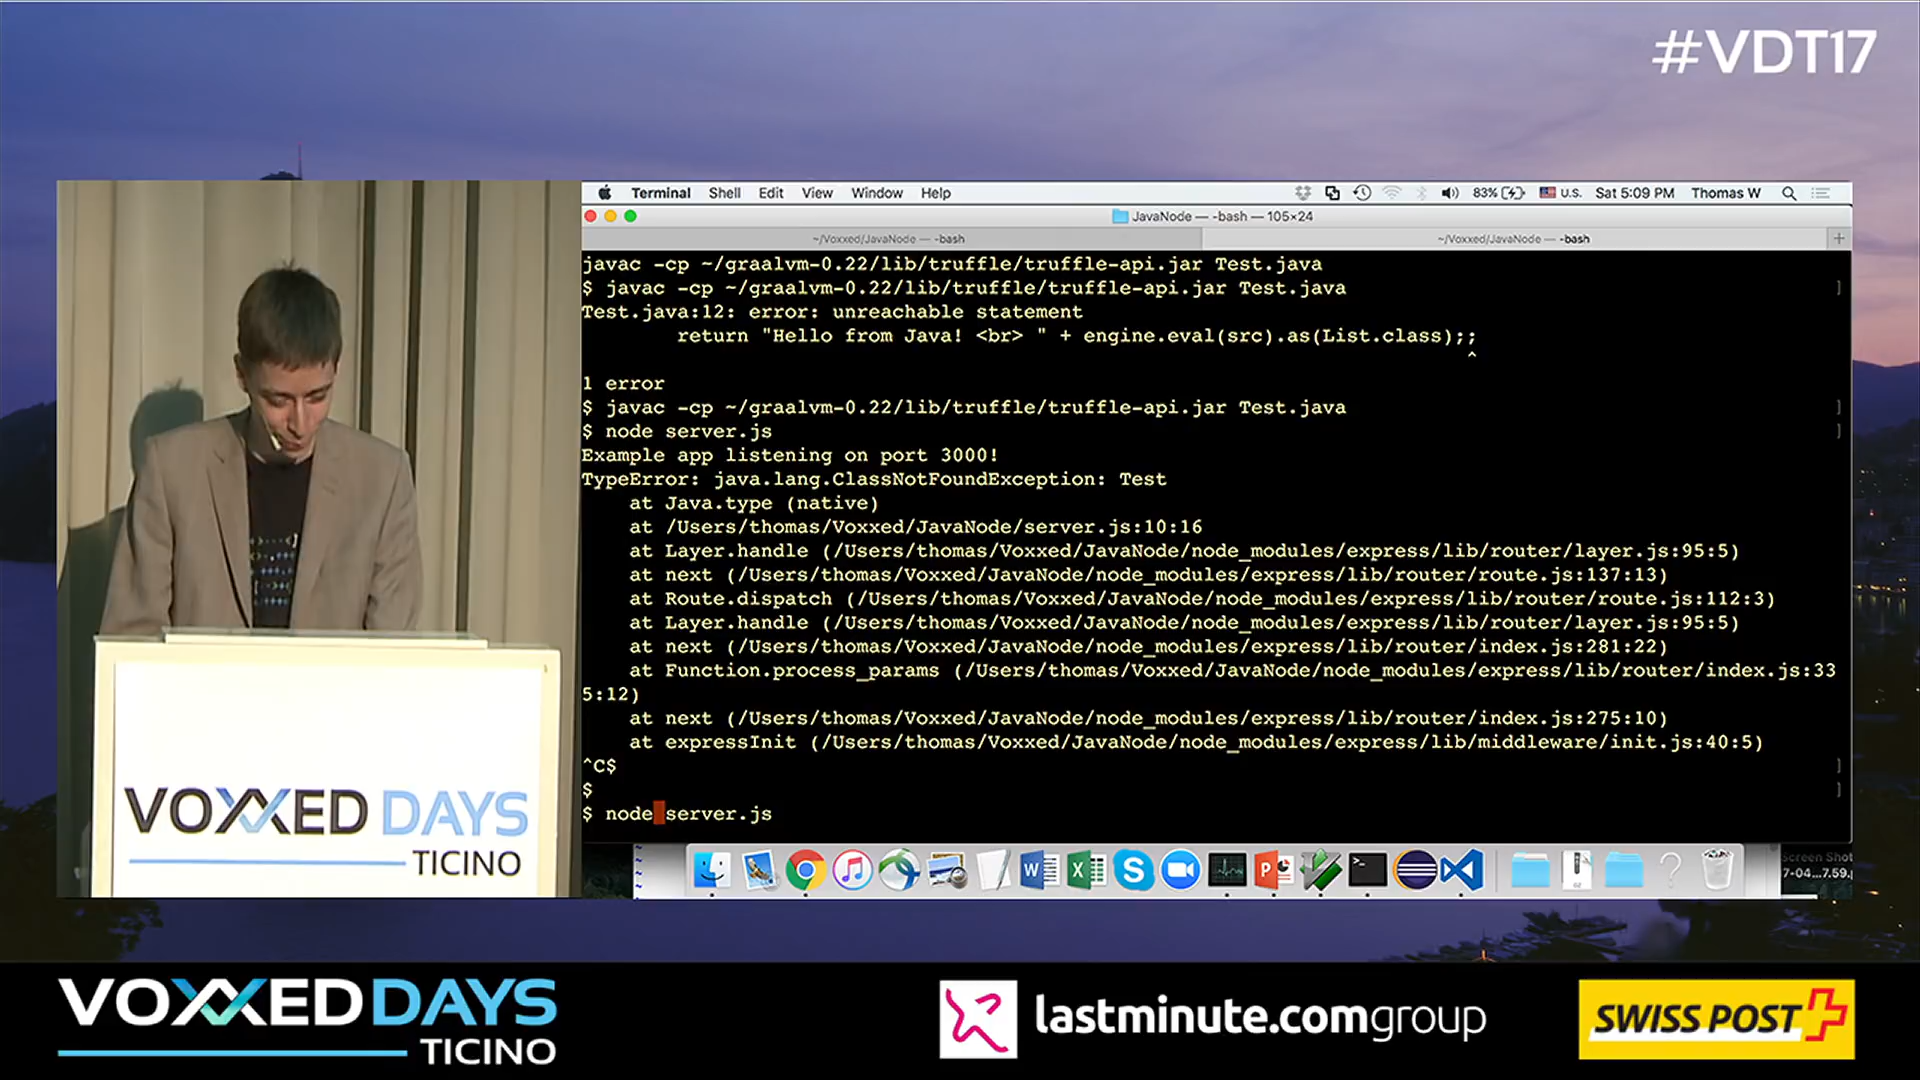 #VDT17
Terminal Shell Edit View Window Help 83% U.S. Sat 5:09 PM Thomas W
JavaNode — -bash — 105×24
~/Voxxed/JavaNode — -bash ~/Voxxed/JavaNode — -bash
javac -cp ~/graalvm-0.22/lib/truffle/truffle-api.jar Test.java
$ javac -cp ~/graalvm-0.22/lib/truffle/truffle-api.jar Test.java
Test.java:12: error: unreachable statement
return "Hello from Java! <br> " + engine.eval(src).as(List.class);;
^
1 error
$ javac -cp ~/graalvm-0.22/lib/truffle/truffle-api.jar Test.java
$ node server.js
Example app listening on port 3000!
TypeError: java.lang.ClassNotFoundException: Test
at Java.type (native)
at /Users/thomas/Voxxed/JavaNode/server.js:10:16
at Layer.handle (/Users/thomas/Voxxed/JavaNode/node_modules/express/lib/router/layer.js:95:5)
at next (/Users/thomas/Voxxed/JavaNode/node_modules/express/lib/router/route.js:137:13)
at Route.dispatch (/Users/thomas/Voxxed/JavaNode/node_modules/express/lib/router/route.js:112:3)
at Layer.handle (/Users/thomas/Voxxed/JavaNode/node_modules/express/lib/router/layer.js:95:5)
at next (/Users/thomas/Voxxed/JavaNode/node_modules/express/lib/router/index.js:281:22)
at Function.process_params (/Users/thomas/Voxxed/JavaNode/node_modules/express/lib/router/index.js:33
5:12)
at next (/Users/thomas/Voxxed/JavaNode/node_modules/express/lib/router/index.js:275:10)
at expressInit (/Users/thomas/Voxxed/JavaNode/node_modules/express/lib/middleware/init.js:40:5)
^C$
$
$ node server.js
Screen Shot
7-04...7.59.p
VOXXED DAYS
TICINO
VOXXED DAYS
TICINO
lastminute.comgroup
SWISS POST